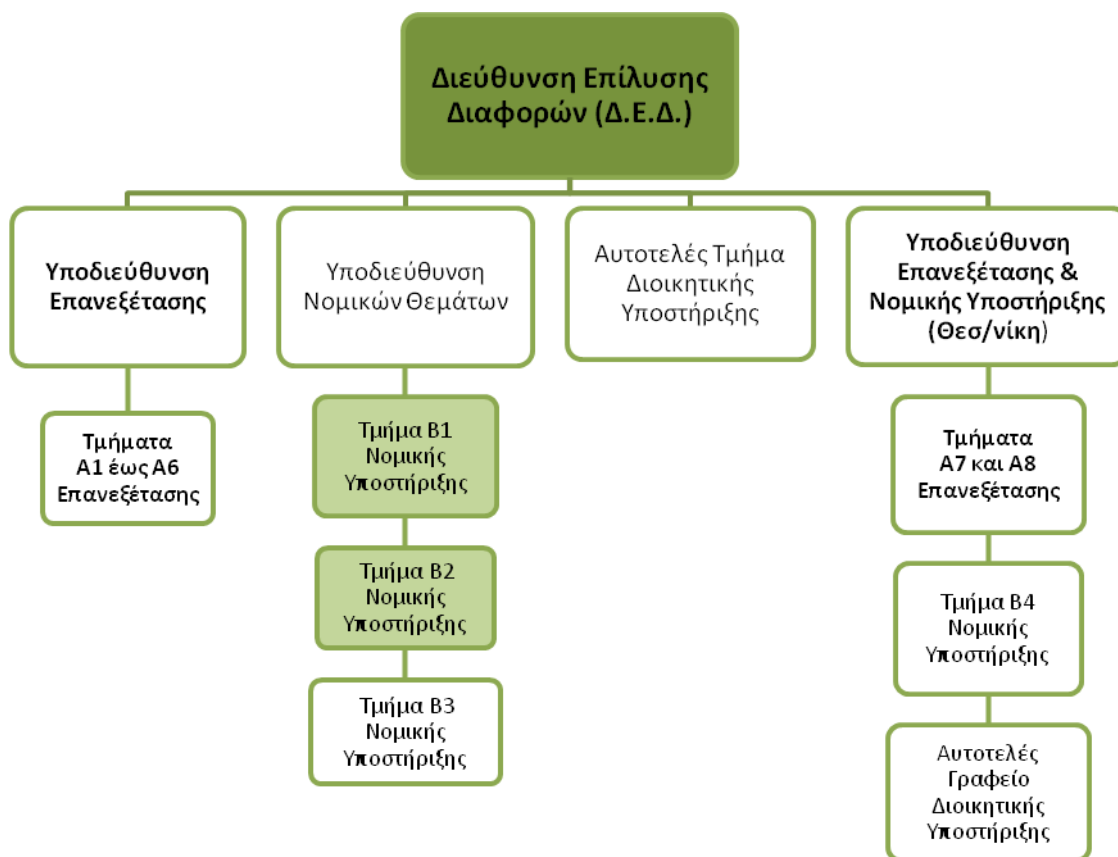 Διεύθυνση Επίλυσης
Διαφορών (Δ.Ε.Δ.)
Υποδιεύθυνση
Επανεξέτασης
Υποδιεύθυνση
Νομικών Θεμάτων
Αυτοτελές Τμήμα
Διοικητικής
Υποστήριξης
Υποδιεύθυνση
Επανεξέτασης &
Νομικής Υποστήριξης
(Θεσ/νίκη)
Τμήματα
Α1 έως Α6
Επανεξέτασης
Τμήμα Β1
Νομικής
Υποστήριξης
Τμήμα Β2
Νομικής
Υποστήριξης
Τμήμα Β3
Νομικής
Υποστήριξης
Τμήματα
Α7 και Α8
Επανεξέτασης
Τμήμα Β4
Νομικής
Υποστήριξης
Αυτοτελές
Γραφείο
Διοικητικής
Υποστήριξης